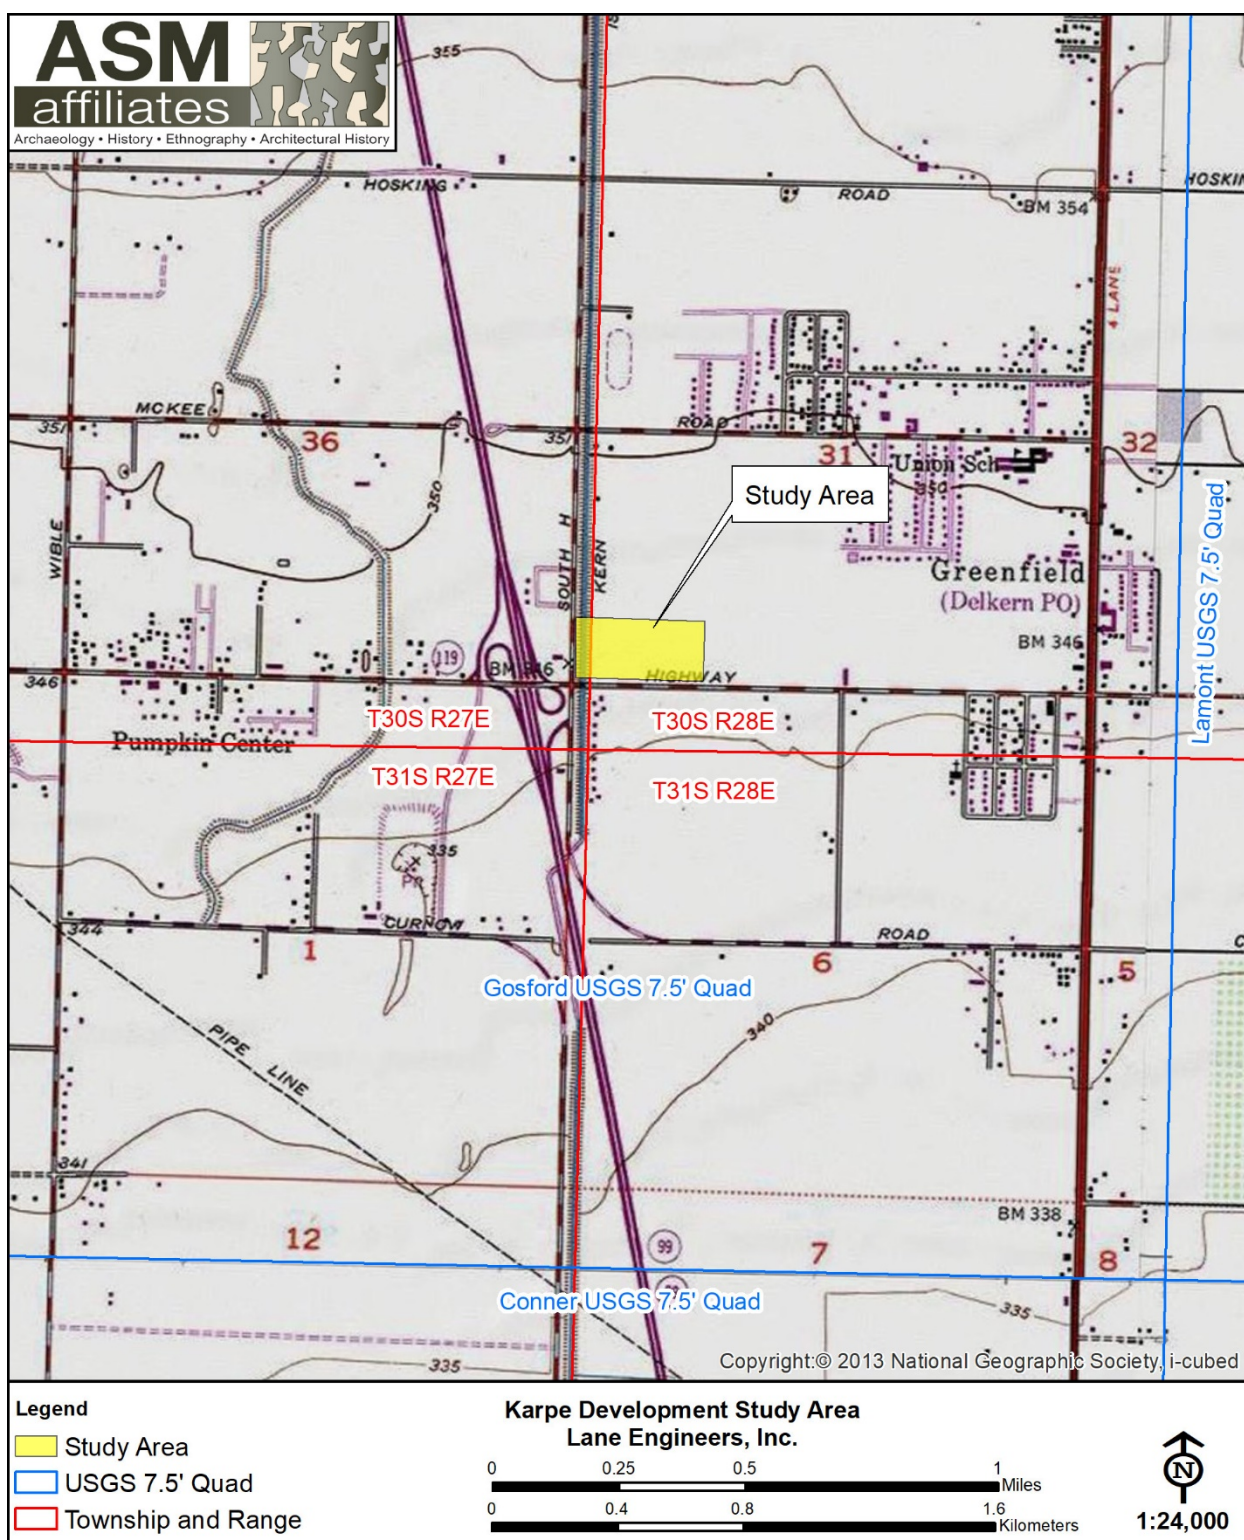 ASM
affiliates
Archaeology • History • Ethnography • Architectural History
355
HOSKING
ROAD
HOSKIN
BM 354
4 LANE
MCKEE
ROAD
351
351
36
31
32
Union Sch
350
350
Study Area
WIBLE
SOUTH H
KERN
Greenfield
(Delkern PO)
BM 346
Lamont USGS 7.5' Quad
119
BM 346
HIGHWAY
346
T30S R27E
T30S R28E
Pumpkin Center
T31S R27E
T31S R28E
335
CURNOW
ROAD
C
344
1
6
5
Gosford USGS 7.5' Quad
340
PIPE LINE
341
BM 338
12
7
8
99
Conner USGS 7.5' Quad
335
335
Copyright:© 2013 National Geographic Society, i-cubed
Legend
Study Area
USGS 7.5' Quad
Township and Range
Karpe Development Study Area
Lane Engineers, Inc.
0 0.25 0.5 1
Miles
0 0.4 0.8 1.6
Kilometers
N
1:24,000